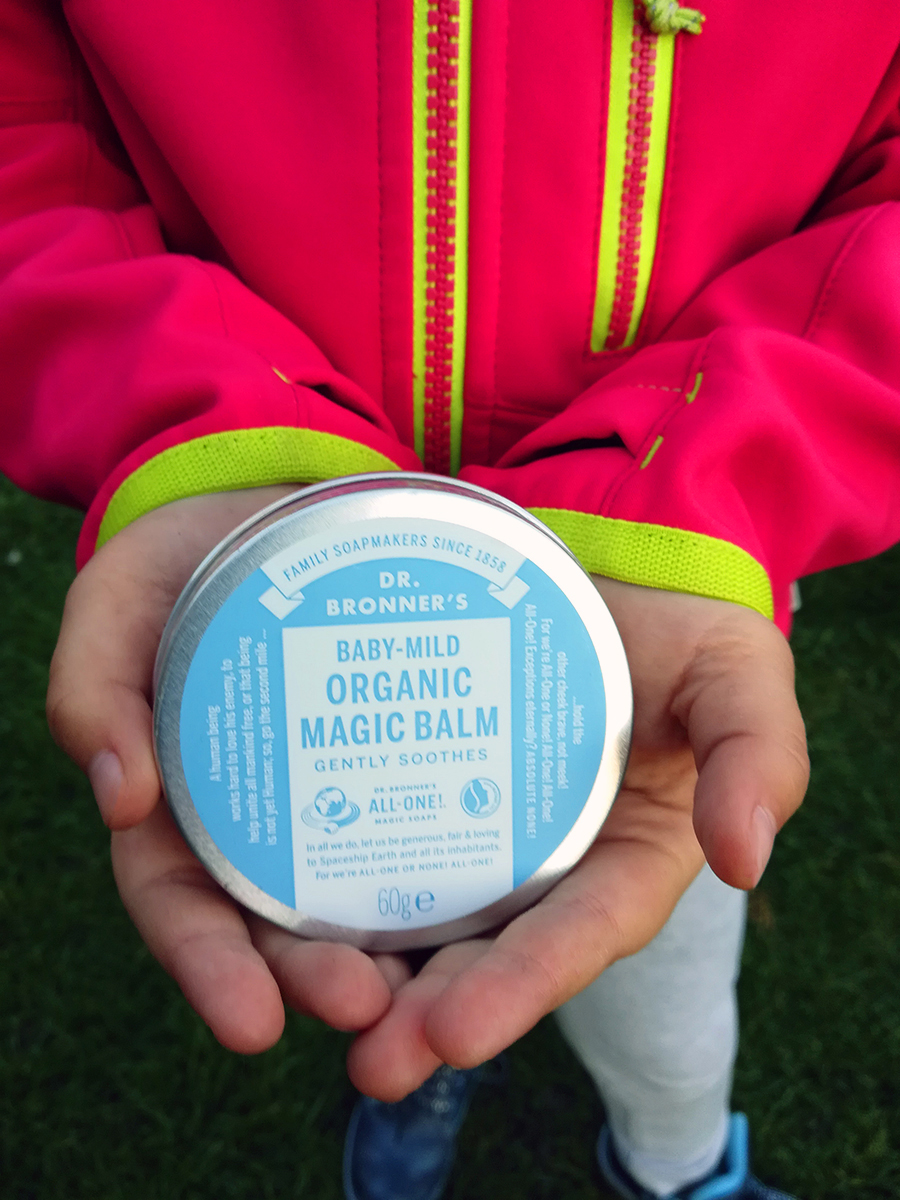 FAMILY SOAPMAKERS SINCE 1858
DR.
BRONNER'S
BABY-MILD
ORGANIC
MAGIC BALM
GENTLY SOOTHES
DR. BRONNER'S
ALL-ONE!
MAGIC SOAPS
In all we do, let us be generous, fair & loving
to Spaceship Earth and all its inhabitants.
For we're ALL-ONE OR NONE! ALL-ONE!
60g e
A human being
works hard to love his enemy, to
help unite all mankind free, or that being
is not yet Human; so, go the second mile ...
...hold the
other cheek brave, not meek!
For we're All-One or None! All-One! All-One!
All-One! Exceptions eternally? ABSOLUTE NONE!